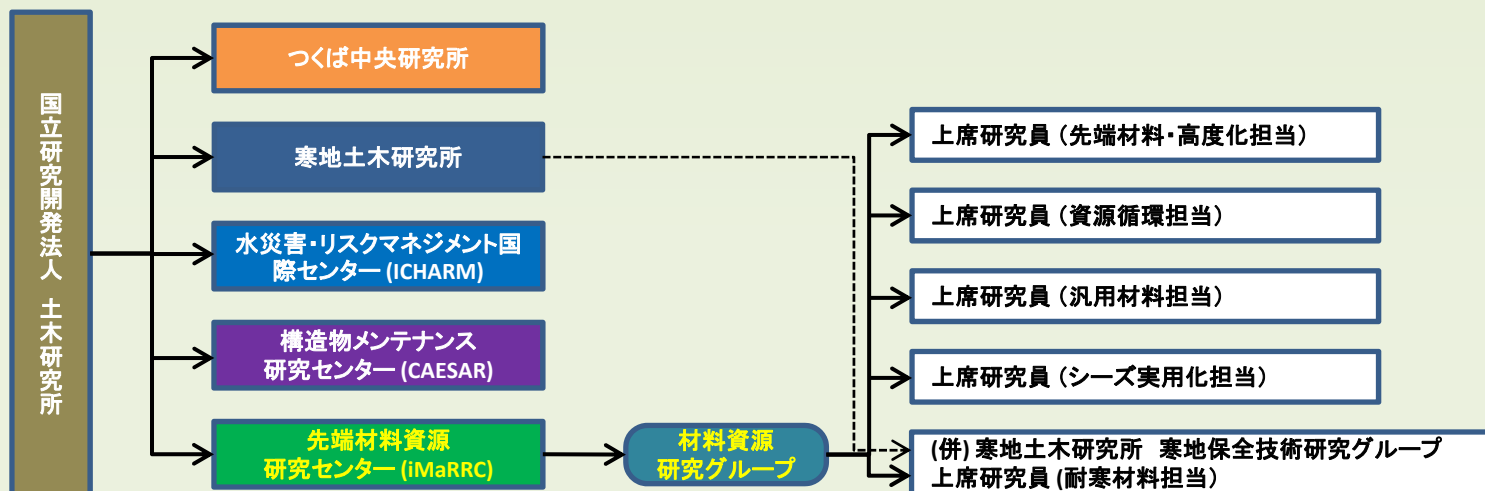 国立研究開発法人 土木研究所
つくば中央研究所
寒地土木研究所
水災害・リスクマネジメント国
際センター (ICHARM)
構造物メンテナンス
研究センター (CAESAR)
先端材料資源
研究センター (iMaRRC)
材料資源
研究グループ
上席研究員 (先端材料・高度化担当)
上席研究員 (資源循環担当)
上席研究員 (汎用材料担当)
上席研究員 (シーズ実用化担当)
(併) 寒地土木研究所 寒地保全技術研究グループ
上席研究員 (耐寒材料担当)